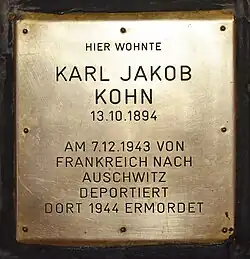 HIER WOHNTE
KARL JAKOB
KOHN
13.10.1894
AM 7.12.1943 VON
FRANKREICH NACH
AUSCHWITZ
DEPORTIERT
DORT 1944 ERMORDET